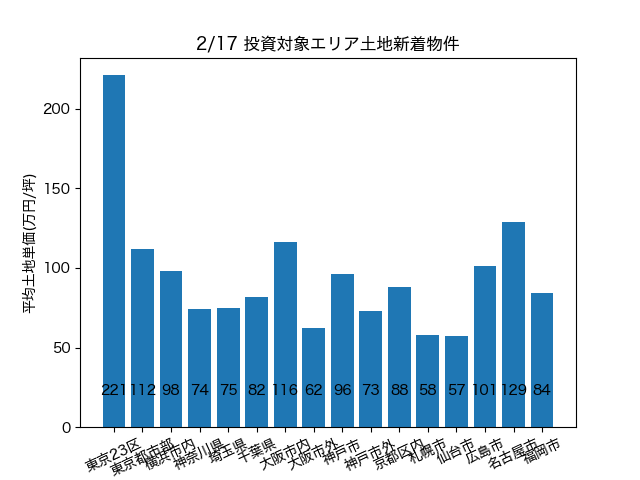 2/17 投資対象エリア土地新着物件
平均土地単価(万円/坪)
200
150
100
50
0
221 112 98 74 75 82 116 62 96 73 88 58 57 101 129 84
東京23区
東京都市部
横浜市内
神奈川県
埼玉県
千葉県
大阪市内
大阪市外
神戸市
神戸市外
京都区内
札幌市
仙台市
広島市
名古屋市
福岡市